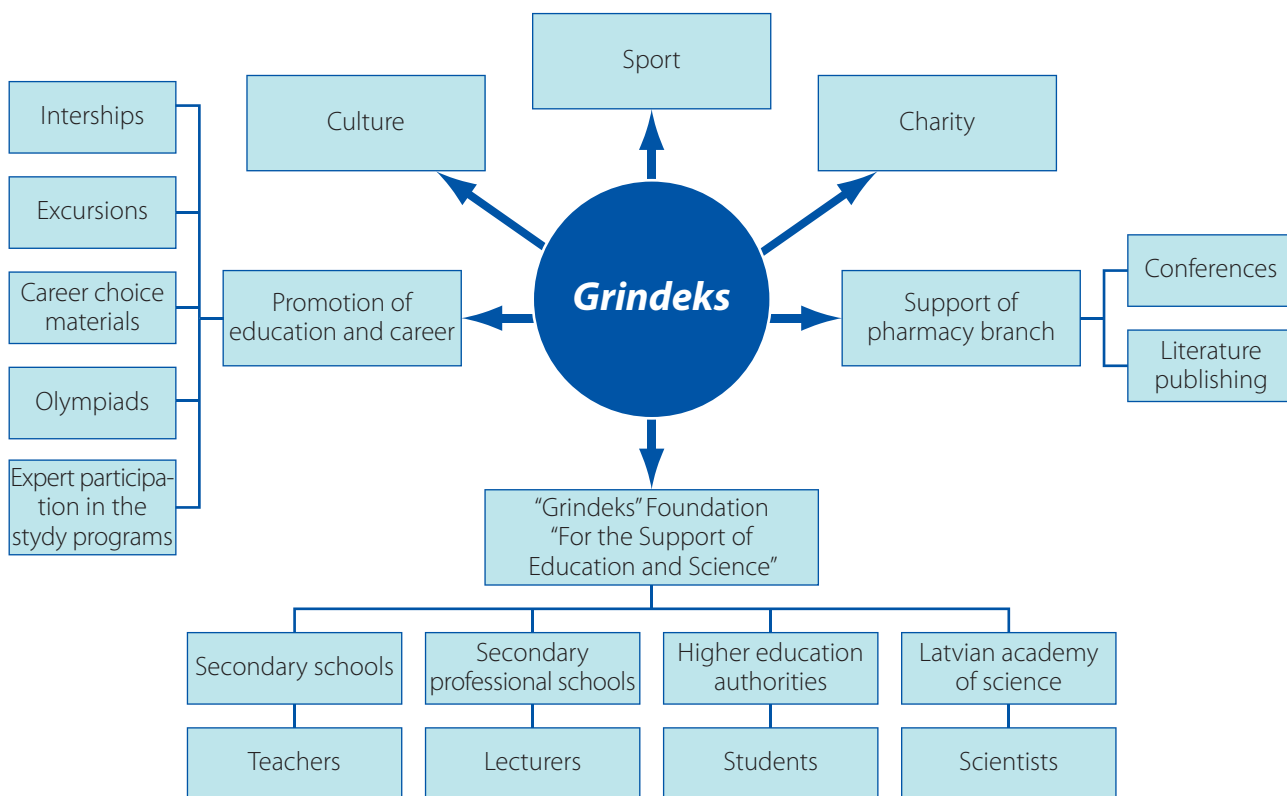 Sport
Culture
Charity
Grindeks
Interships
Excursions
Career choice
materials
Olympiads
Expert participa-
tion in the
stydy programs
Promotion of
education and career
Support of
pharmacy branch
Conferences
Literature
publishing
“Grindeks” Foundation
“For the Support of
Education and Science”
Secondary schools
Secondary
professional schools
Higher education
authorities
Latvian academy
of science
Teachers
Lecturers
Students
Scientists